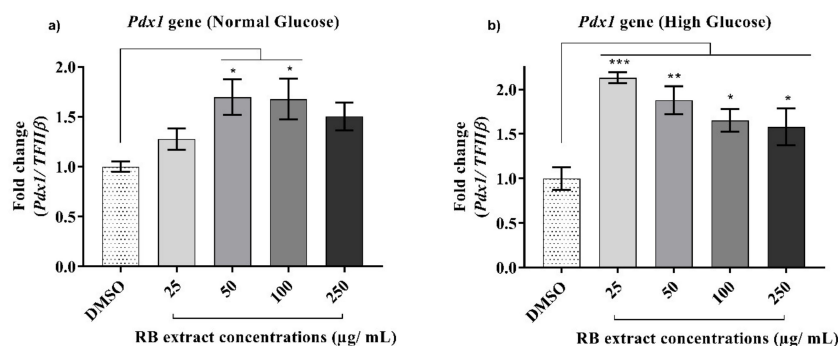 a)
Pdx1 gene (Normal Glucose)
Fold change
(Pdx1/ TFIIβ)
2.0
1.5
1.0
0.5
0.0
*
*
DMSO
25
50
100
250
RB extract concentrations (µg/ mL)
b)
Pdx1 gene (High Glucose)
Fold change
(Pdx1/ TFIIβ)
2.0
1.5
1.0
0.5
0.0
***
**
*
*
DMSO
25
50
100
250
RB extract concentrations (µg/ mL)